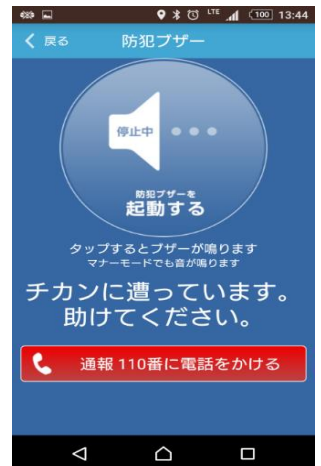 LTE 100 13:44
戻る 防犯ブザー
停止中
防犯ブザーを
起動する
タップするとブザーが鳴ります
マナーモードでも音が鳴ります
チカンに遭っています。
助けてください。
通報 110番に電話をかける